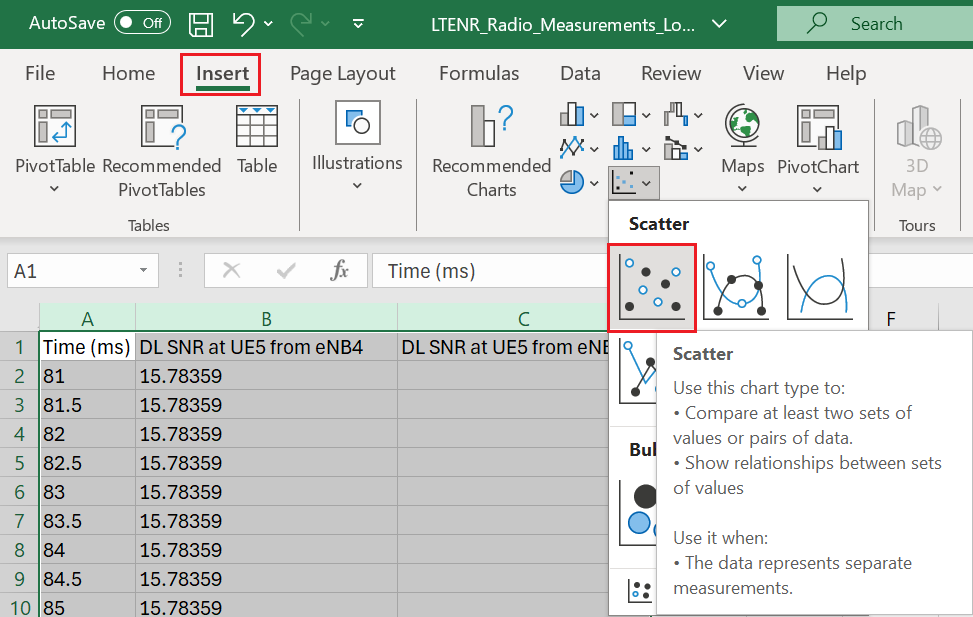 AutoSave Off LTENR_Radio_Measurements_Lo... Search
File Home Insert Page Layout Formulas Data Review View Help
PivotTable
Recommended
PivotTables
Table
Illustrations
Recommended
Charts
Maps
PivotChart
3D
Map
Tables
Tours
Scatter
A1 fx Time (ms)
A B C F
1 Time (ms) DL SNR at UE5 from eNB4 DL SNR at UE5 from eNB
2 81 15.78359
3 81.5 15.78359
4 82 15.78359
5 82.5 15.78359
6 83 15.78359
7 83.5 15.78359
8 84 15.78359
9 84.5 15.78359
10 85 15.78359
Bul
Scatter
Use this chart type to:
• Compare at least two sets of
values or pairs of data.
• Show relationships between sets
of values
Use it when:
• The data represents separate
measurements.